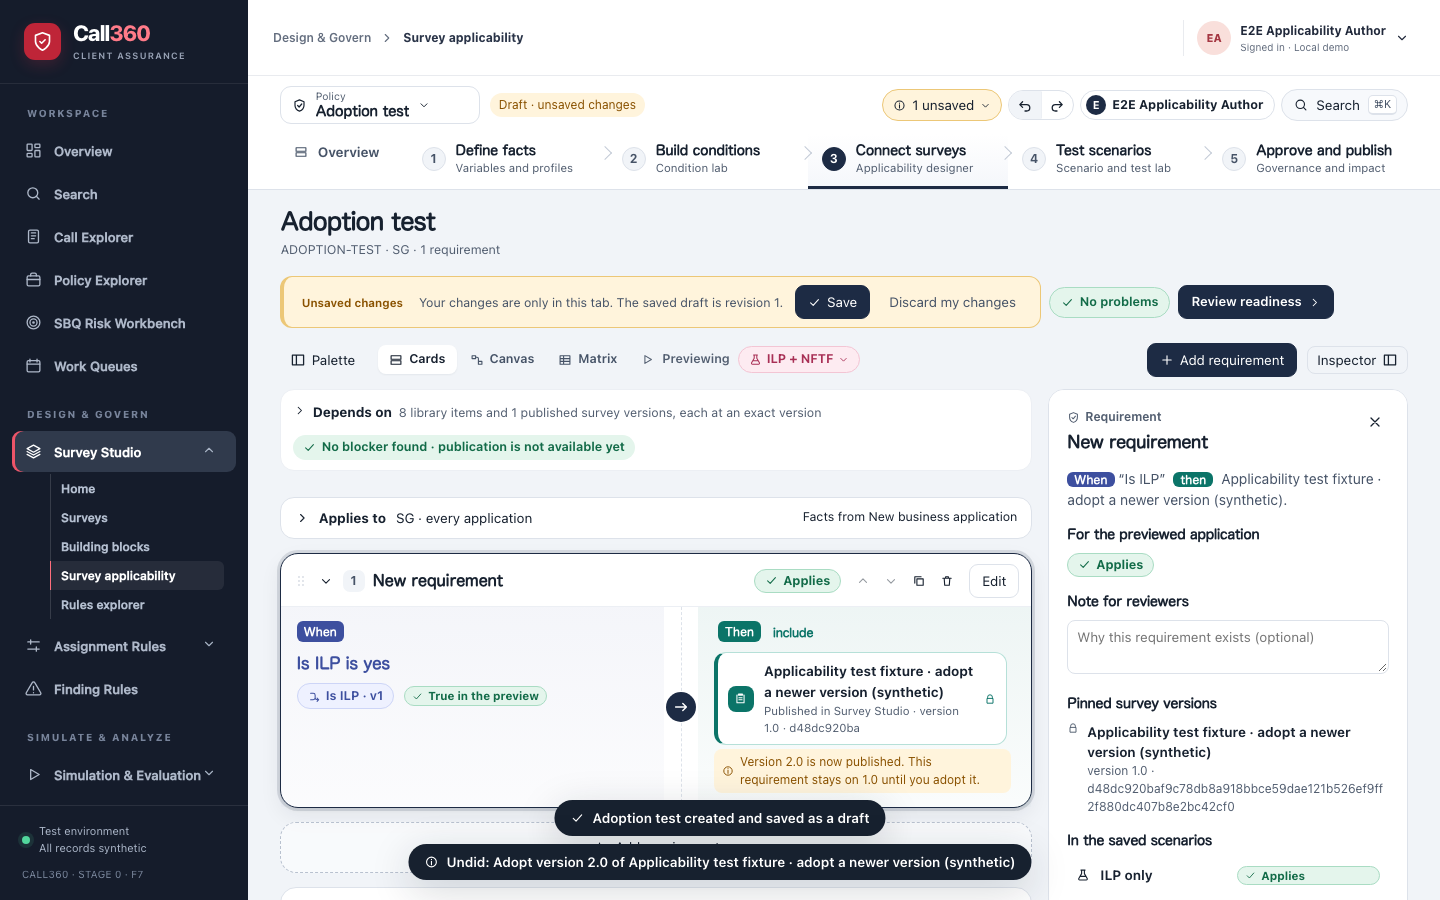 Call360
CLIENT ASSURANCE
WORKSPACE
Overview
Search
Call Explorer
Policy Explorer
SBQ Risk Workbench
Work Queues
DESIGN & GOVERN
Survey Studio
Home
Surveys
Building blocks
Survey applicability
Rules explorer
Assignment Rules
Finding Rules
SIMULATE & ANALYZE
Simulation & Evaluation
Test environment
All records synthetic
CALL360 · STAGE 0 · F7
Design & Govern > Survey applicability
EA
E2E Applicability Author
Signed in · Local demo
Policy
Adoption test
Draft · unsaved changes
1 unsaved
E E2E Applicability Author
Search ⌘K
Overview
1 Define facts
Variables and profiles
2 Build conditions
Condition lab
3 Connect surveys
Applicability designer
4 Test scenarios
Scenario and test lab
5 Approve and publish
Governance and impact
Adoption test
ADOPTION-TEST · SG · 1 requirement
Unsaved changes Your changes are only in this tab. The saved draft is revision 1. Save Discard my changes
No problems
Review readiness
Palette
Cards
Canvas
Matrix
Previewing
ILP + NFTF
Add requirement
Inspector
Depends on 8 library items and 1 published survey versions, each at an exact version
No blocker found · publication is not available yet
Applies to SG · every application Facts from New business application
1 New requirement Applies Edit
When
Is ILP is yes
Is ILP · v1 True in the preview
Then include
Applicability test fixture · adopt
a newer version (synthetic)
Published in Survey Studio · version
1.0 · d48dc920ba
Version 2.0 is now published. This
requirement stays on 1.0 until you adopt it.
Adoption test created and saved as a draft
Undid: Adopt version 2.0 of Applicability test fixture · adopt a newer version (synthetic)
Requirement
New requirement
When “Is ILP” then Applicability test fixture ·
adopt a newer version (synthetic).
For the previewed application
Applies
Note for reviewers
Why this requirement exists (optional)
Pinned survey versions
Applicability test fixture · adopt a newer
version (synthetic)
version 1.0 ·
d48dc920baf9c78db8a918bbce59dae121b526ef9ff
2f880dc407b8e2bc42cf0
In the saved scenarios
ILP only Applies